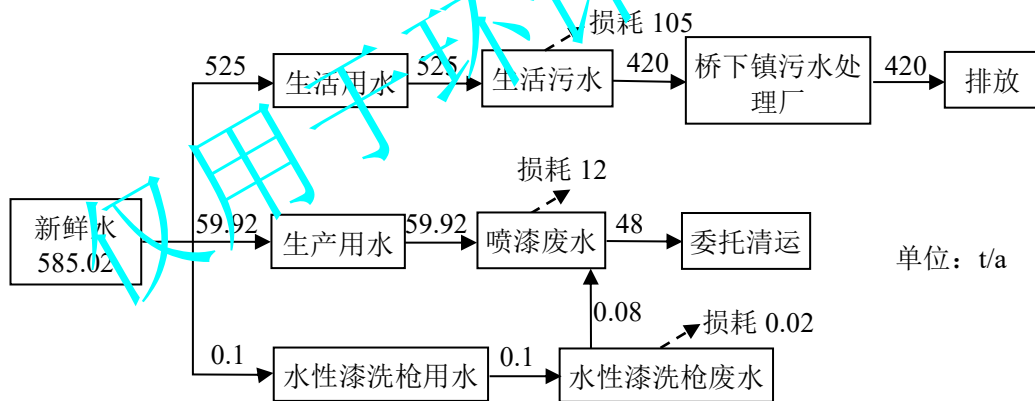 损耗 105
525
生活用水
525
生活污水
420
桥下镇污水处
理厂
420
排放
损耗 12
新鲜水
585.02
59.92
生产用水
59.92
喷漆废水
48
委托清运
单位：t/a
0.08
损耗 0.02
0.1
水性漆洗枪用水
0.1
水性漆洗枪废水
仅用于环